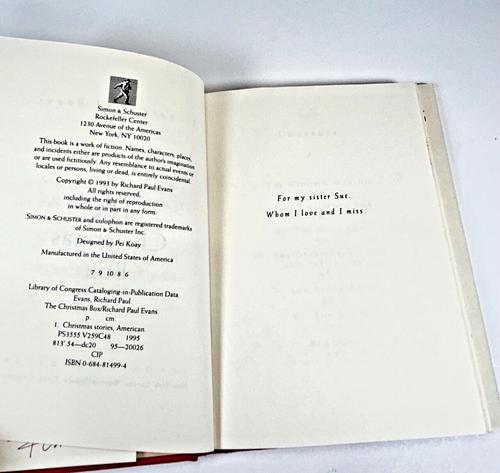 Simon & Schuster
Rockefeller Center
1230 Avenue of the Americas
New York, NY 10020
This book is a work of fiction. Names, characters, places,
and incidents either are products of the author's imagination
or are used fictitiously. Any resemblance to actual events or
locales or persons, living or dead, is entirely coincidental.
Copyright © 1993 by Richard Paul Evans
All rights reserved,
including the right of reproduction
in whole or in part in any form.
SIMON & SCHUSTER and colophon are registered trademarks
of Simon & Schuster Inc.
Designed by Pei Koay
Manufactured in the United States of America
7 9 10 8 6
Library of Congress Cataloging-in-Publication Data
Evans, Richard Paul.
The Christmas Box/Richard Paul Evans.
p. cm.
1. Christmas stories, American.
PS3555.V259C48 1995
813'.54—dc20 95-20026
CIP
ISBN 0-684-81499-4
For my sister Sue.
Whom I love and I miss.